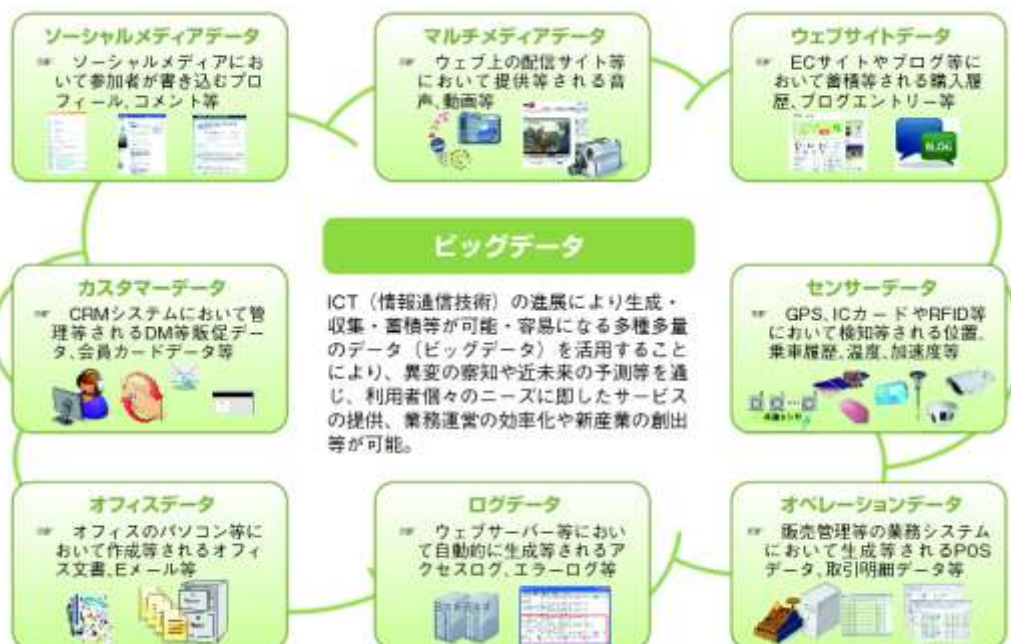 ソーシャルメディアデータ
☞ ソーシャルメディアにお
いて参加者が書き込むプロ
フィール、コメント等
マルチメディアデータ
☞ ウェブ上の配信サイト等
において提供等される音
声、動画等
ウェブサイトデータ
☞ ECサイトやブログ等に
おいて蓄積等される購入履
歴、ブログエントリー等
BLOG
ビッグデータ
ICT(情報通信技術)の進展により生成・
収集・蓄積等が可能・容易になる多種多量
のデータ(ビッグデータ)を活用すること
により、異変の察知や近未来の予測等を通
じ、利用者個々のニーズに即したサービス
の提供、業務運営の効率化や新産業の創出
等が可能。
カスタマーデータ
☞ CRMシステムにおいて管
理等されるDM等販促デー
タ、会員カードデータ等
センサーデータ
☞ GPS、ICカードやRFID等
において検知等される位置、
乗車履歴、温度、加速度等
オフィスデータ
☞ オフィスのパソコン等に
おいて作成等されるオフィ
ス文書、Eメール等
ログデータ
☞ ウェブサーバー等におい
て自動的に生成等されるア
クセスログ、エラーログ等
オペレーションデータ
☞ 販売管理等の業務システム
において生成等されるPOS
データ、取引明細データ等